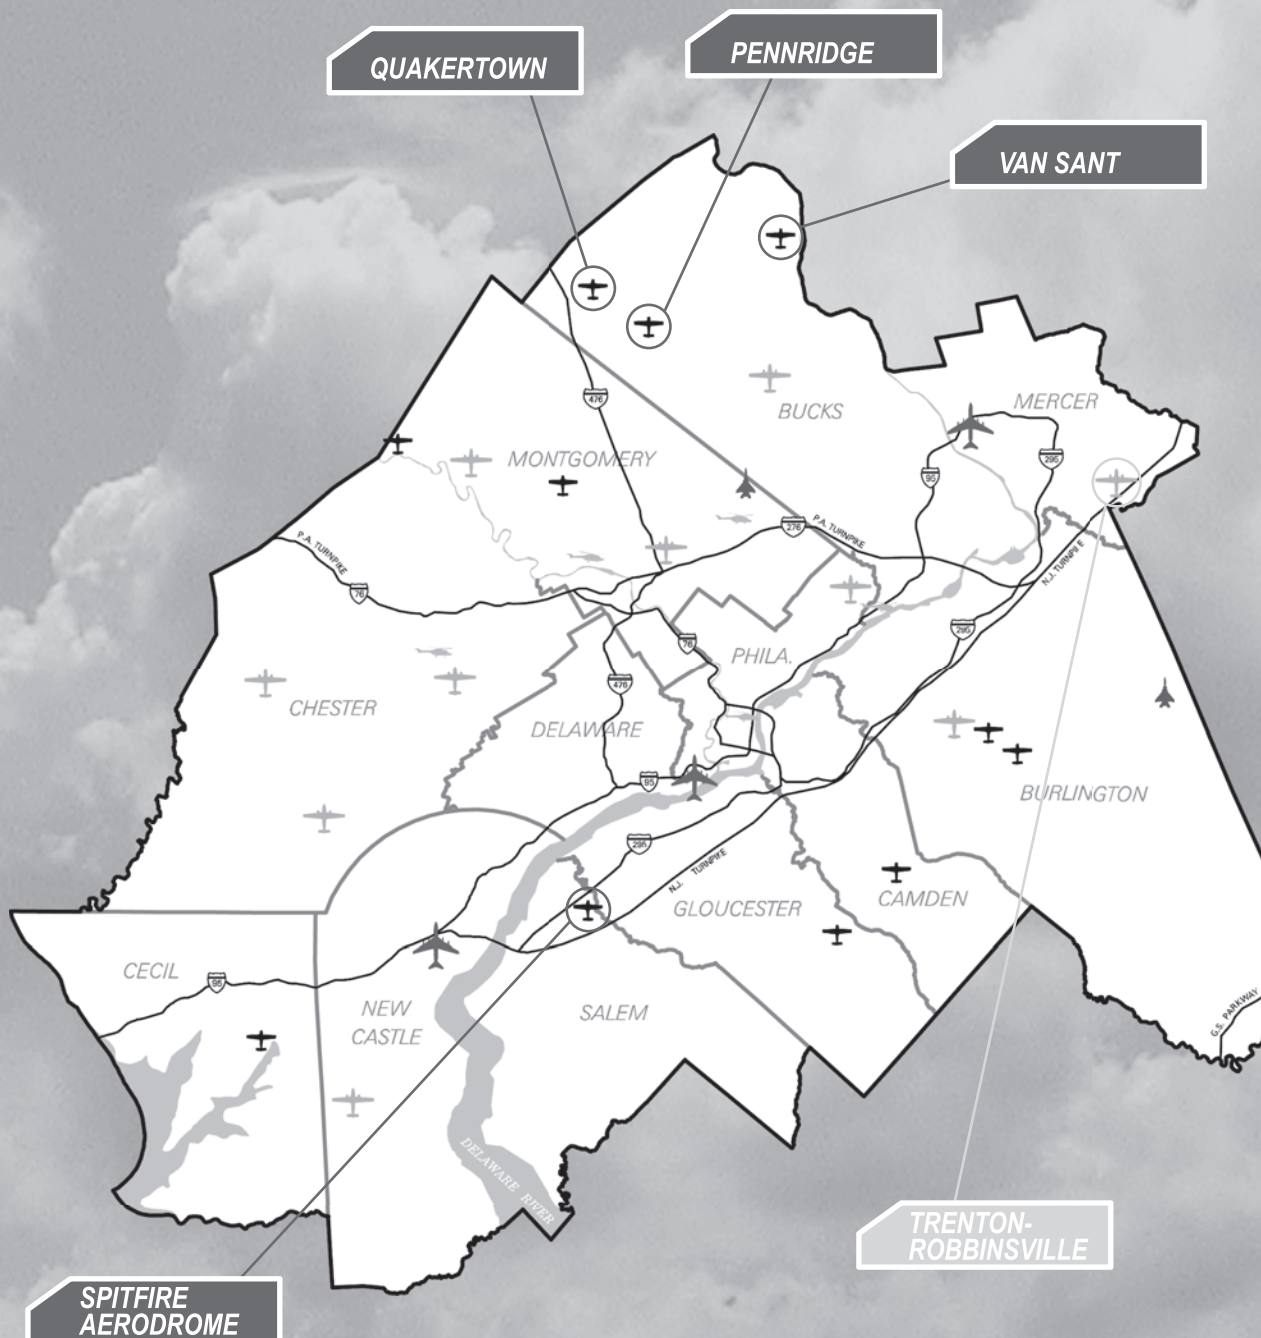 QUAKERTOWN
PENNRIDGE
VAN SANT
BUCKS
MERCER
476
MONTGOMERY
295
95
276
P.A. TURNPIKE
P.A. TURNPIKE
N.J. TURNPIKE
76
295
76
PHILA.
476
CHESTER
DELAWARE
95
BURLINGTON
295
N.J. TURNPIKE
CAMDEN
GLOUCESTER
CECIL
95
NEW
CASTLE
SALEM
G.S. PARKWAY
DELAWARE RIVER
TRENTON-
ROBBINSVILLE
SPITFIRE
AERODROME